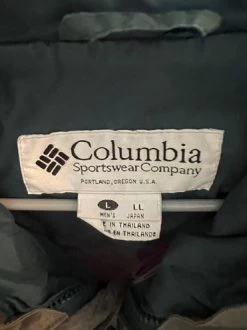 Columbia
Sportswear Company
PORTLAND, OREGON U.S.A.
L LL
MEN'S JAPAN
E IN THAILAND
EN THAILANDE